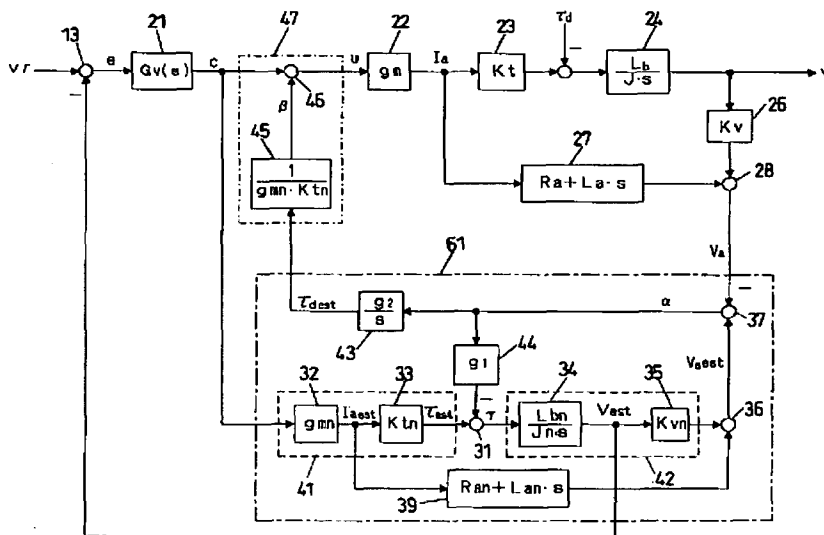 47
13
21
22
23
τd
24
vr
e
Gv(s)
c
46
u
gm
Ia
Kt
Lb
J·s
v
β
45
1
gmn·Ktn
26
Kv
27
Ra+La·s
28
61
Va
τdest
g2
s
43
α
37
44
g1
Vaest
32
33
34
35
gmn
Iaest
Ktn
τest
τ
Lbn
Jn·s
Vest
Kvn
36
31
41
Ran+Lan·s
42
39